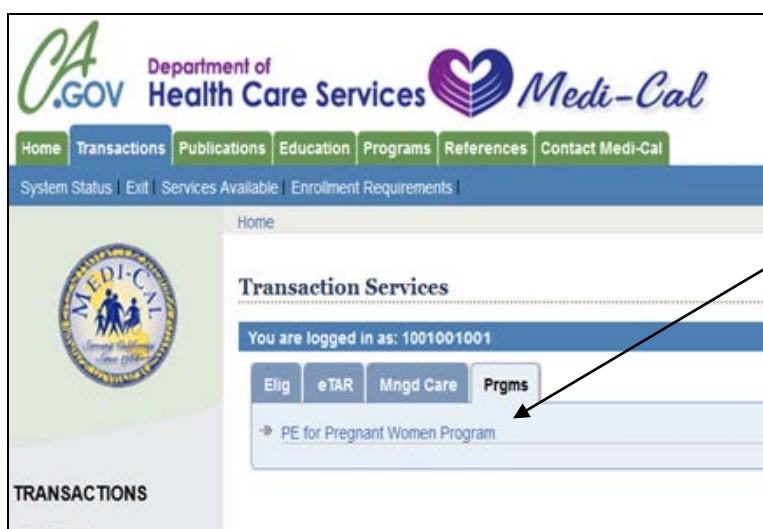 CA
.GOV
Department of
Health Care Services
Medi-Cal
Home Transactions Publications Education Programs References Contact Medi-Cal
System Status | Exit | Services Available | Enrollment Requirements |
Home
MEDI-CAL
Transaction Services
You are logged in as: 1001001001
Elig eTAR Mngd Care Prgms
PE for Pregnant Women Program
TRANSACTIONS